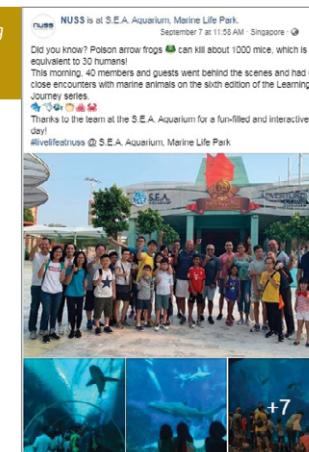 g
nuss
NUSS is at S.E.A. Aquarium, Marine Life Park.
September 7 at 11:58 AM · Singapore ·
Did you know? Poison arrow frogs 🐸 can kill about 1000 mice, which is
equivalent to 30 humans!
This morning, 40 members and guests went behind the scenes and had
close encounters with marine animals on the sixth edition of the Learning
Journey series.
Thanks to the team at the S.E.A. Aquarium for a fun-filled and interactive
day!
#livelifeatnuss @ S.E.A. Aquarium, Marine Life Park
S.E.A.
+7